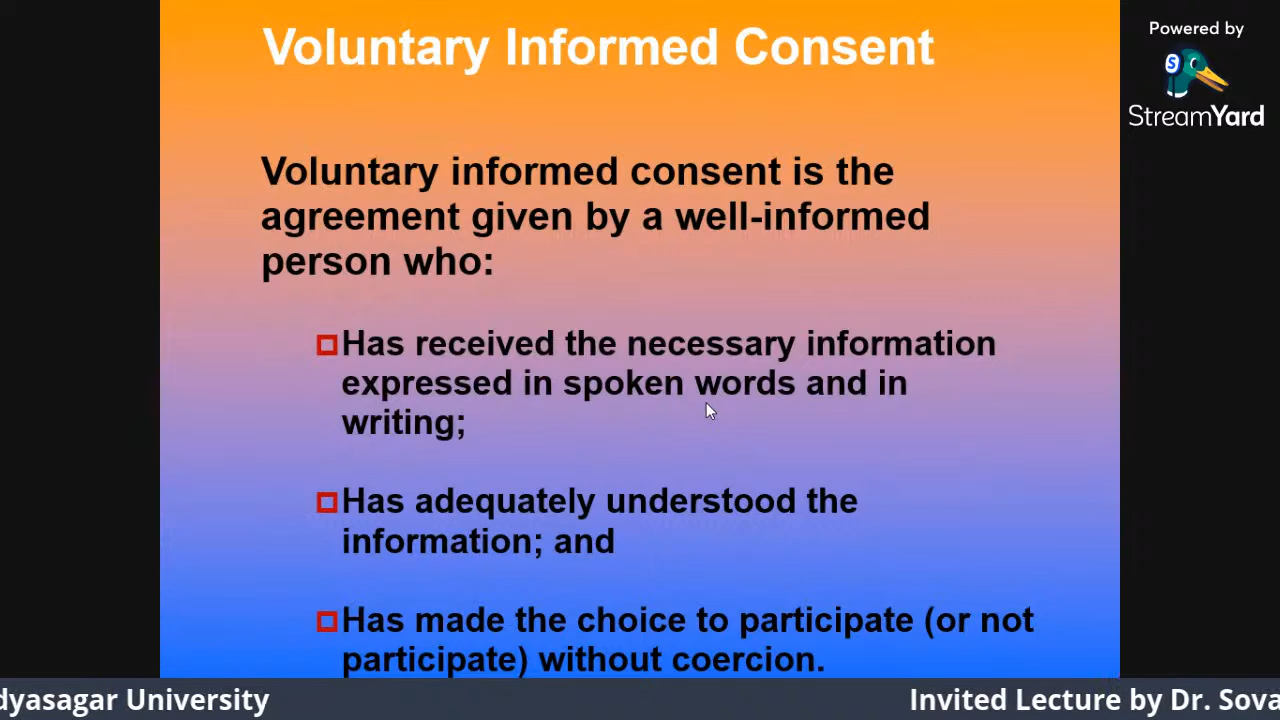 Voluntary Informed Consent
Powered by
StreamYard
Voluntary informed consent is the
agreement given by a well-informed
person who:
Has received the necessary information
expressed in spoken words and in
writing;
Has adequately understood the
information; and
Has made the choice to participate (or not
participate) without coercion.
dyasagar University
Invited Lecture by Dr. Sova